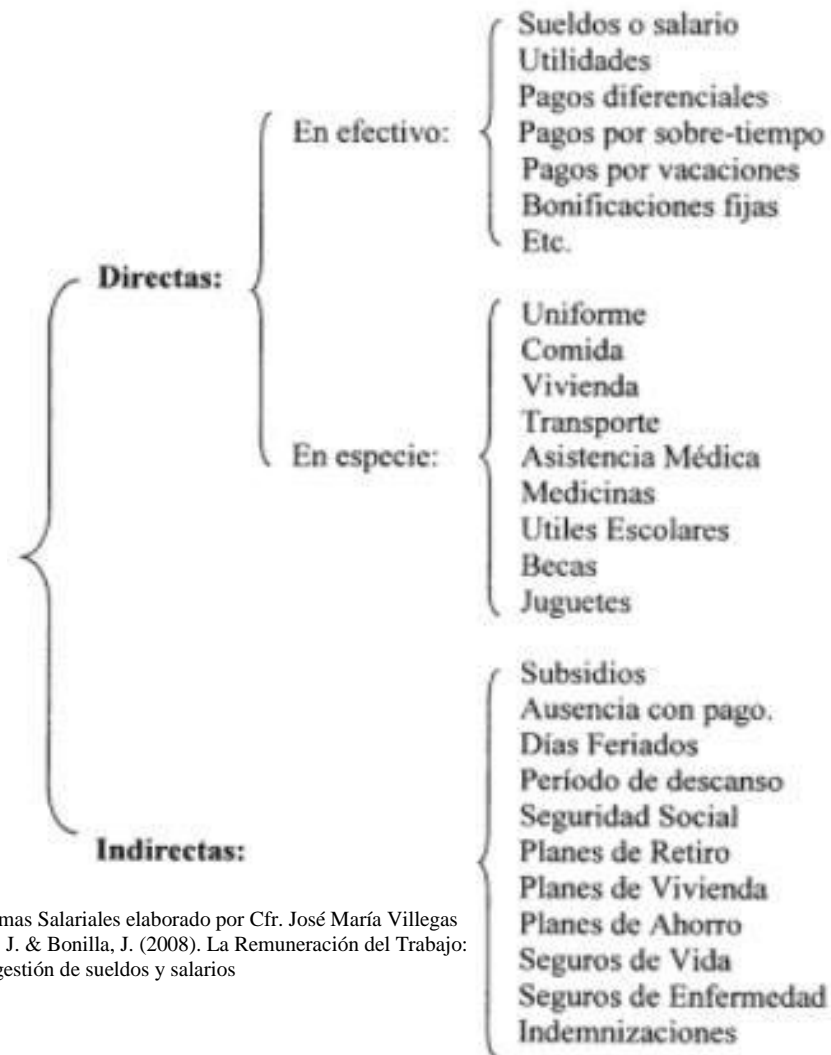 Directas:
En efectivo:
Sueldos o salario
Utilidades
Pagos diferenciales
Pagos por sobre-tiempo
Pagos por vacaciones
Bonificaciones fijas
Etc.
En especie:
Uniforme
Comida
Vivienda
Transporte
Asistencia Médica
Medicinas
Utiles Escolares
Becas
Juguetes
Indirectas:
Subsidios
Ausencia con pago.
Días Feriados
Período de descanso
Seguridad Social
Planes de Retiro
Planes de Vivienda
Planes de Ahorro
Seguros de Vida
Seguros de Enfermedad
Indemnizaciones
mas Salariales elaborado por Cfr. José María Villegas
J. & Bonilla, J. (2008). La Remuneración del Trabajo:
gestión de sueldos y salarios